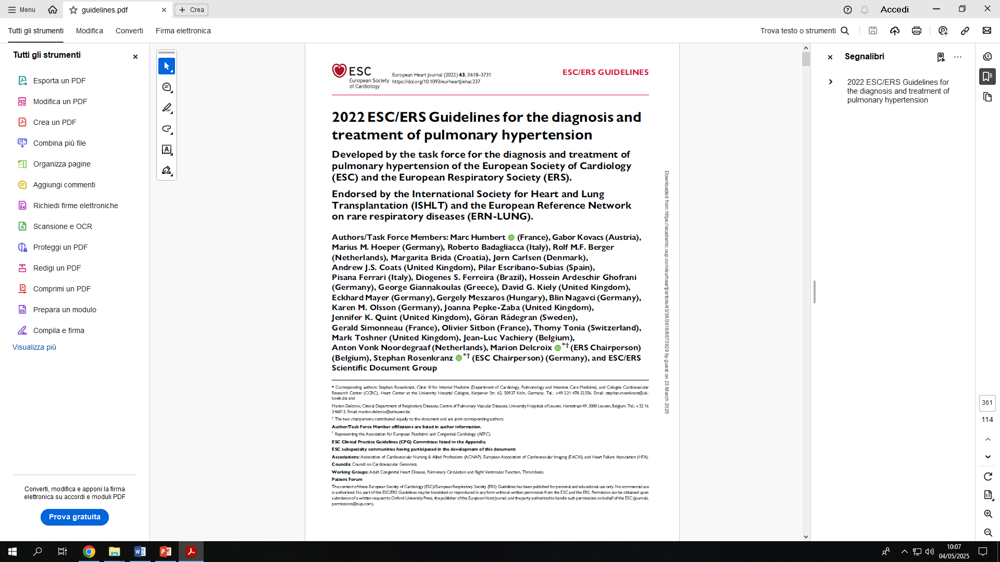 Menu
guidelines.pdf
Crea
Accedi
Tutti gli strumenti
Modifica
Converti
Firma elettronica
Trova testo o strumenti
Tutti gli strumenti
Esporta un PDF
Modifica un PDF
Crea un PDF
Combina più file
Organizza pagine
Aggiungi commenti
Richiedi firme elettroniche
Scansione e OCR
Proteggi un PDF
Redigi un PDF
Comprimi un PDF
Prepara un modulo
Compila e firma
Visualizza più
Converti, modifica e apponi la firma
elettronica su accordi e moduli PDF
Prova gratuita
ESC
European Society
of Cardiology
European Heart Journal (2022) 43, 3618–3731
https://doi.org/10.1093/eurheartj/ehac237
ESC/ERS GUIDELINES
2022 ESC/ERS Guidelines for the diagnosis and
treatment of pulmonary hypertension
Developed by the task force for the diagnosis and treatment of
pulmonary hypertension of the European Society of Cardiology
(ESC) and the European Respiratory Society (ERS).
Endorsed by the International Society for Heart and Lung
Transplantation (ISHLT) and the European Reference Network
on rare respiratory diseases (ERN-LUNG).
Authors/Task Force Members: Marc Humbert (France), Gabor Kovacs (Austria),
Marius M. Hoeper (Germany), Roberto Badagliacca (Italy), Rolf M.F. Berger
(Netherlands), Margarita Brida (Croatia), Jørn Carlsen (Denmark),
Andrew J.S. Coats (United Kingdom), Pilar Escribano-Subias (Spain),
Pisana Ferrari (Italy), Diogenes S. Ferreira (Brazil), Hossein Ardeschir Ghofrani
(Germany), George Giannakoulas (Greece), David G. Kiely (United Kingdom),
Eckhard Mayer (Germany), Gergely Meszaros (Hungary), Blin Nagavci (Germany),
Karen M. Olsson (Germany), Joanna Pepke-Zaba (United Kingdom),
Jennifer K. Quint (United Kingdom), Göran Rådegran (Sweden),
Gerald Simonneau (France), Olivier Sitbon (France), Thomy Tonia (Switzerland),
Mark Toshner (United Kingdom), Jean-Luc Vachiery (Belgium),
Anton Vonk Noordegraaf (Netherlands), Marion Delcroix *† (ERS Chairperson)
(Belgium), Stephan Rosenkranz *† (ESC Chairperson) (Germany), and ESC/ERS
Scientific Document Group
* Corresponding authors: Stephan Rosenkranz, Clinic III for Internal Medicine (Department of Cardiology, Pulmonology and Intensive Care Medicine), and Cologne Cardiovascular
Research Center (CCRC), Heart Center at the University Hospital Cologne, Kerpener Str. 62, 50937 Köln, Germany. Tel.: +49-221-478-32356. Email: stephan.rosenkranz@uk-
koeln.de; and
Marion Delcroix, Clinical Department of Respiratory Diseases, Centre of Pulmonary Vascular Diseases, University Hospitals of Leuven, Herestraat 49, 3000 Leuven, Belgium. Tel.: +32 16
346813. Email: marion.delcroix@uzleuven.be
† The two chairpersons contributed equally to the document and are joint corresponding authors.
Author/Task Force Member affiliations are listed in author information.
† Representing the Association for European Paediatric and Congenital Cardiology (AEPC)
ESC Clinical Practice Guidelines (CPG) Committee: listed in the Appendix.
ESC subspecialty communities having participated in the development of this document:
Associations: Association of Cardiovascular Nursing & Allied Professions (ACNAP), European Association of Cardiovascular Imaging (EACVI), and Heart Failure Association (HFA).
Councils: Council on Cardiovascular Genomics.
Working Groups: Adult Congenital Heart Disease, Pulmonary Circulation and Right Ventricular Function, Thrombosis.
Patient Forum
The content of these European Society of Cardiology (ESC)/European Respiratory Society (ERS) Guidelines has been published for personal and educational use only. No commercial use
is authorized. No part of the ESC/ERS Guidelines may be translated or reproduced in any form without written permission from the ESC and the ERS. Permission can be obtained upon
submission of a written request to Oxford University Press, the publisher of the European Heart Journal, and the party authorized to handle such permissions on behalf of the ESC (journals.
permissions@oup.com).
Downloaded from https://academic.oup.com/eurheartj/article/43/38/3618/6673929 by guest on 23 March 2025
Segnalibri
2022 ESC/ERS Guidelines for
the diagnosis and treatment of
pulmonary hypertension
361
114
10:07
04/05/2025